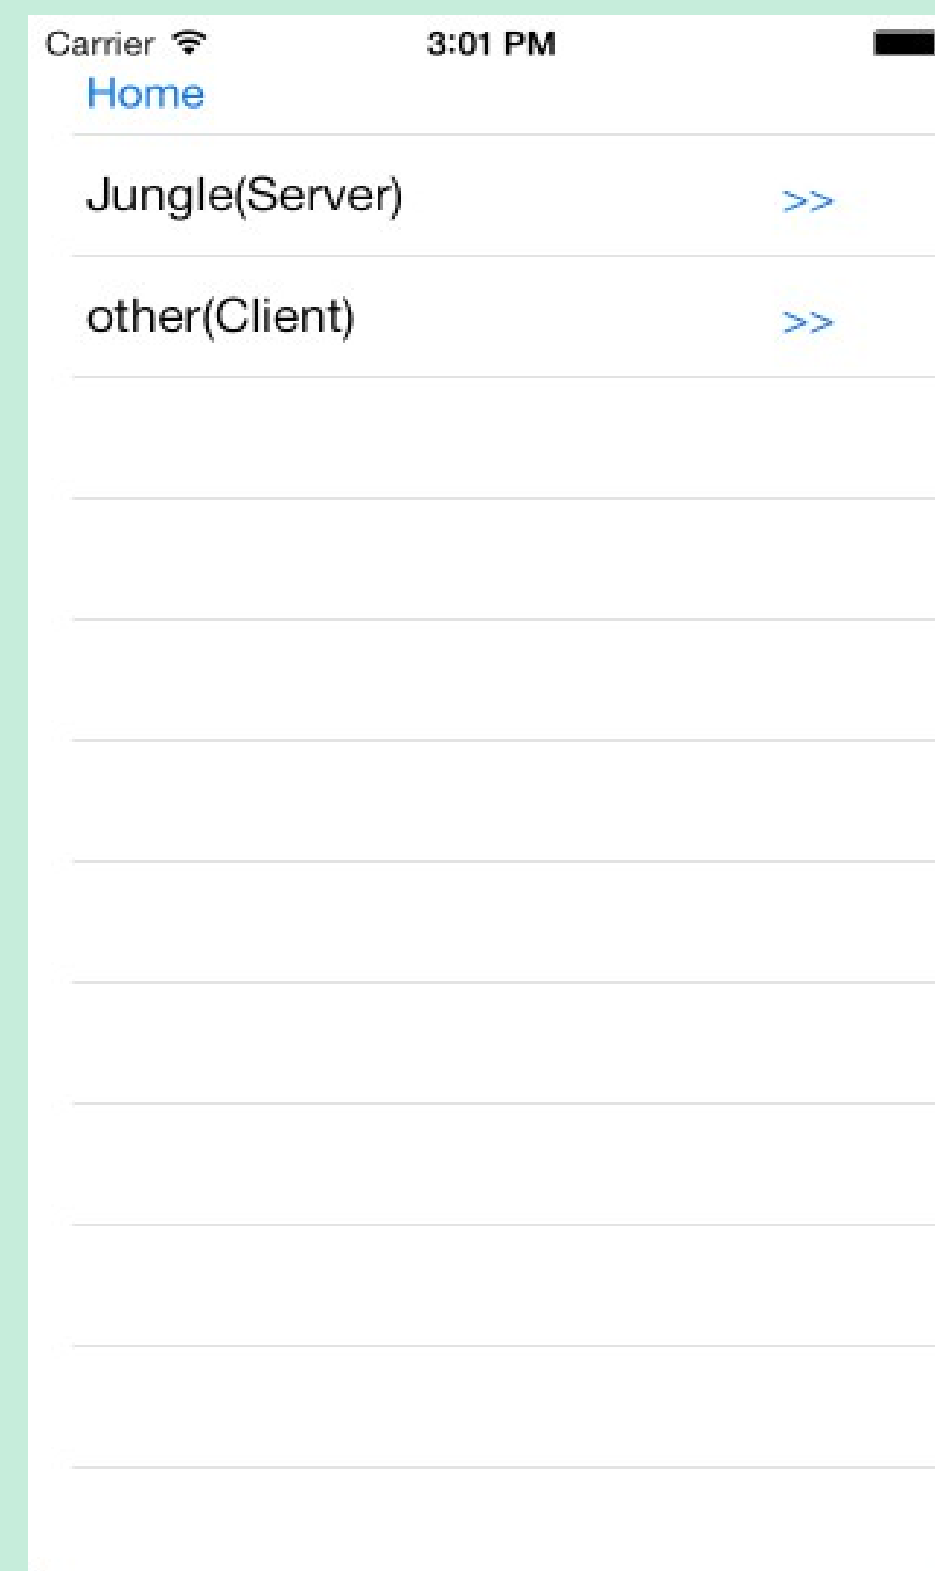 Carrier 3:01 PM
Home
Jungle(Server) >>
other(Client) >>